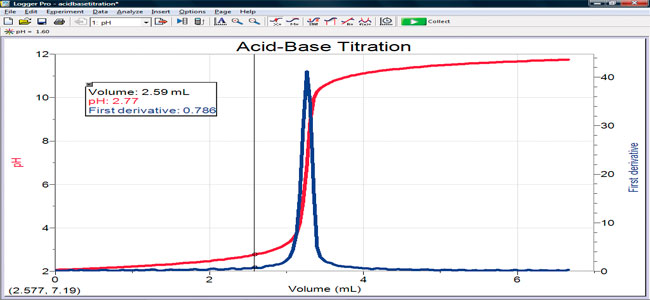 Logger Pro - acidbasetitration*
File Edit Experiment Data Analyze Insert Options Page Help
Page 1 pH
Collect
pH = 1.60
Acid-Base Titration
12
10
8
6
4
2
pH
Volume: 2.59 mL
pH: 2.77
First derivative: 0.786
40
30
20
10
0
First derivative
0
2
4
6
Volume (mL)
(2.577, 7.19)